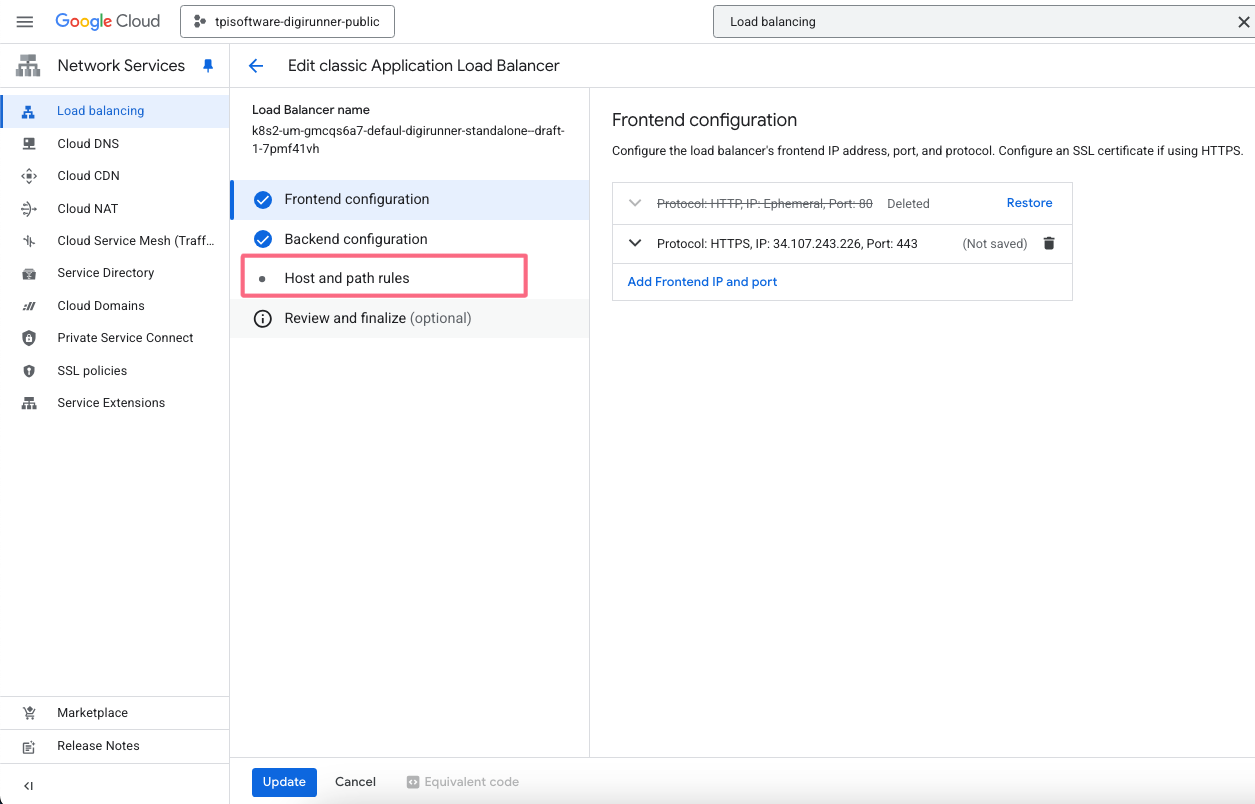 Google Cloud
tpisoftware-digirunner-public
Load balancing
Network Services
Edit classic Application Load Balancer
Load balancing
Cloud DNS
Cloud CDN
Cloud NAT
Cloud Service Mesh (Traff...
Service Directory
Cloud Domains
Private Service Connect
SSL policies
Service Extensions
Marketplace
Release Notes
Load Balancer name
k8s2-um-gmcqs6a7-defaul-digirunner-standalone--draft-
1-7pmf41vh
Frontend configuration
Backend configuration
Host and path rules
Review and finalize (optional)
Frontend configuration
Configure the load balancer's frontend IP address, port, and protocol. Configure an SSL certificate if using HTTPS.
Protocol: HTTP, IP: Ephemeral, Port: 80 Deleted Restore
Protocol: HTTPS, IP: 34.107.243.226, Port: 443 (Not saved)
Add Frontend IP and port
Update Cancel Equivalent code